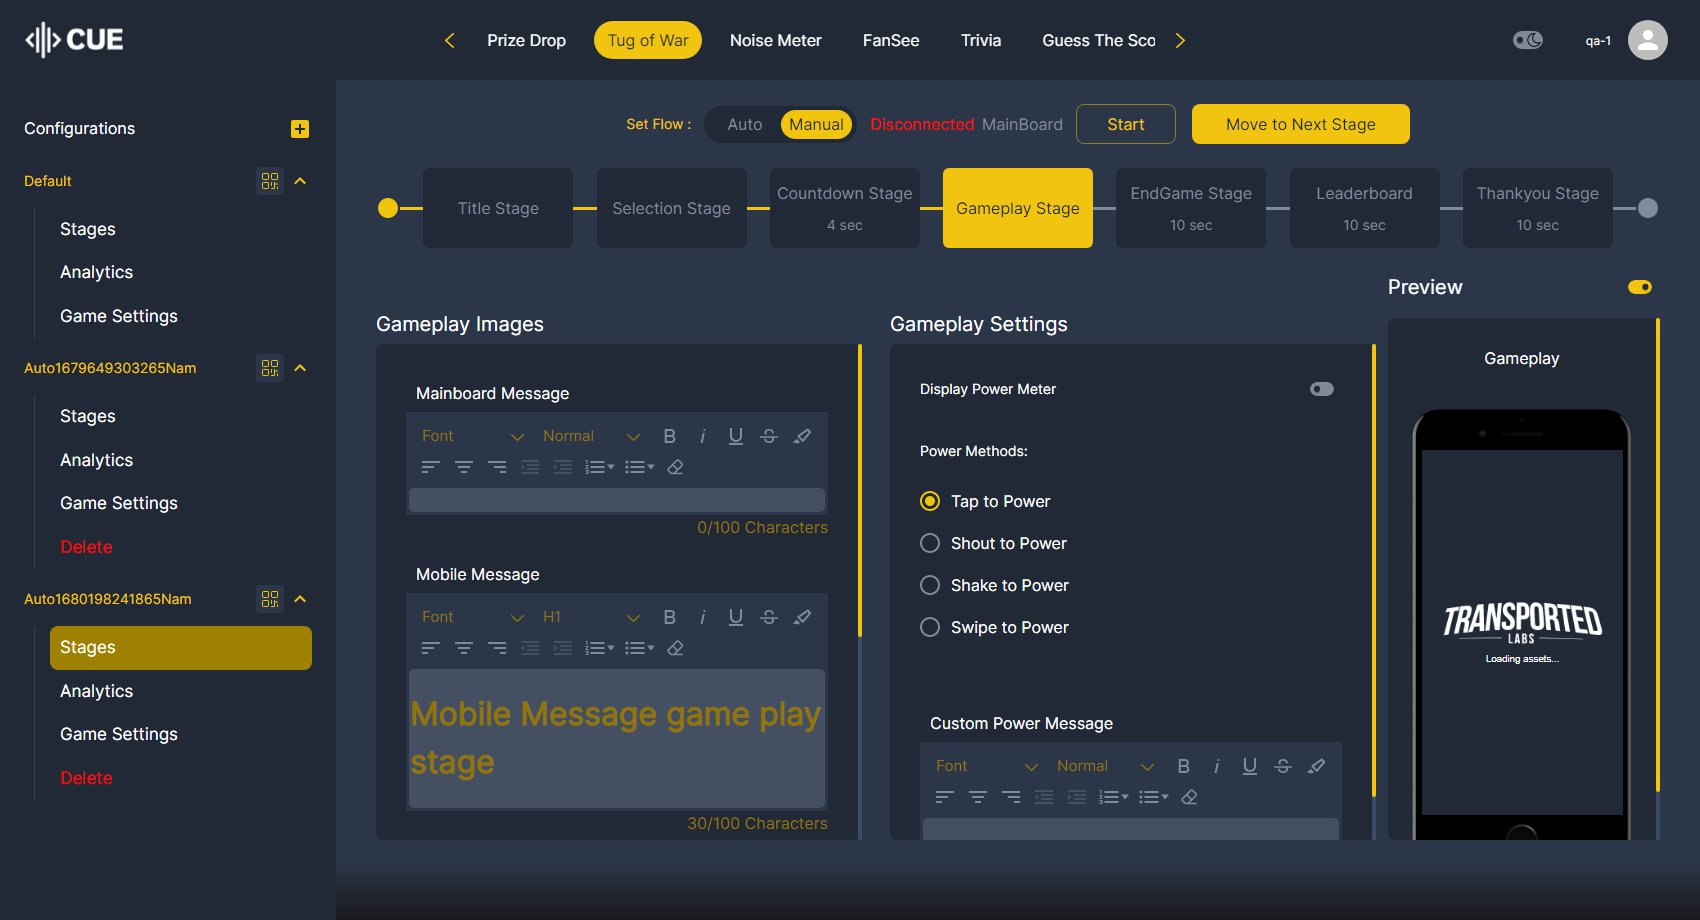 CUE
Prize Drop
Tug of War
Noise Meter
FanSee
Trivia
Guess The Sco
qa-1
Configurations
Default
Stages
Analytics
Game Settings
Auto1679649303265Nam
Stages
Analytics
Game Settings
Delete
Auto1680198241865Nam
Stages
Analytics
Game Settings
Delete
Set Flow :
Auto
Manual
Disconnected MainBoard
Start
Move to Next Stage
Title Stage
Selection Stage
Countdown Stage
4 sec
Gameplay Stage
EndGame Stage
10 sec
Leaderboard
10 sec
Thankyou Stage
10 sec
Gameplay Images
Mainboard Message
Font
Normal
B i U S
0/100 Characters
Mobile Message
Font
H1
B i U S
Mobile Message game play
stage
30/100 Characters
Gameplay Settings
Display Power Meter
Power Methods:
Tap to Power
Shout to Power
Shake to Power
Swipe to Power
Custom Power Message
Font
Normal
B i U S
Preview
Gameplay
TRANSPORTED
LABS
Loading assets...